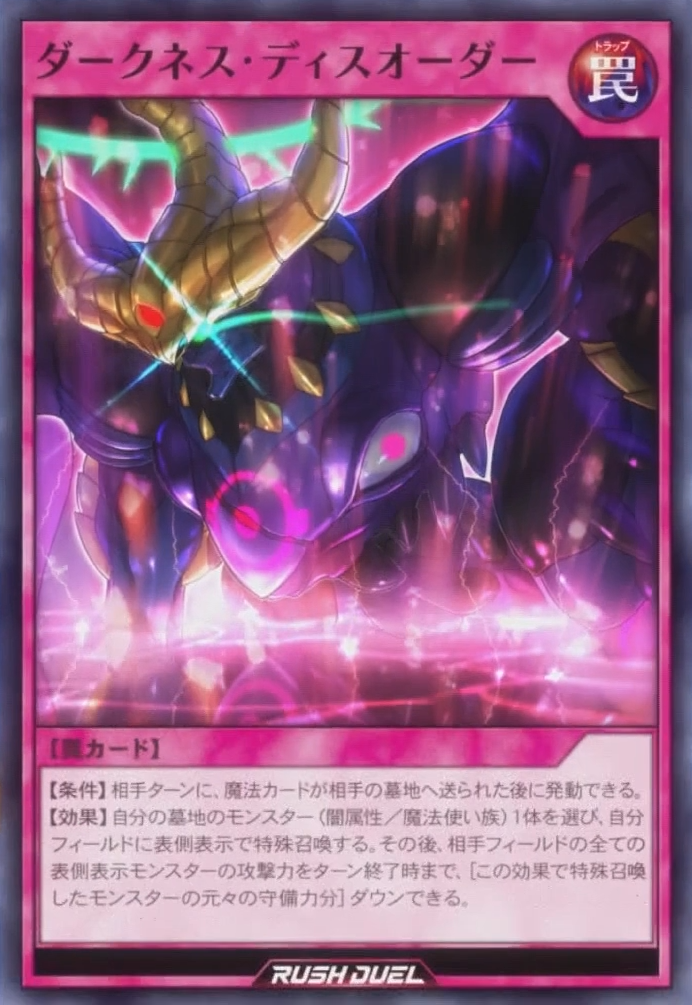 ダークネス・ディスオーダー
トラップ
罠
【罠カード】
【条件】相手ターンに、魔法カードが相手の墓地へ送られた後に発動できる。
【効果】自分の墓地のモンスター（闇属性／魔法使い族）1体を選び、自分
フィールドに表側表示で特殊召喚する。その後、相手フィールドの全ての
表側表示モンスターの攻撃力をターン終了時まで、［この効果で特殊召喚
したモンスターの元々の守備力分］ダウンできる。
RUSH DUEL